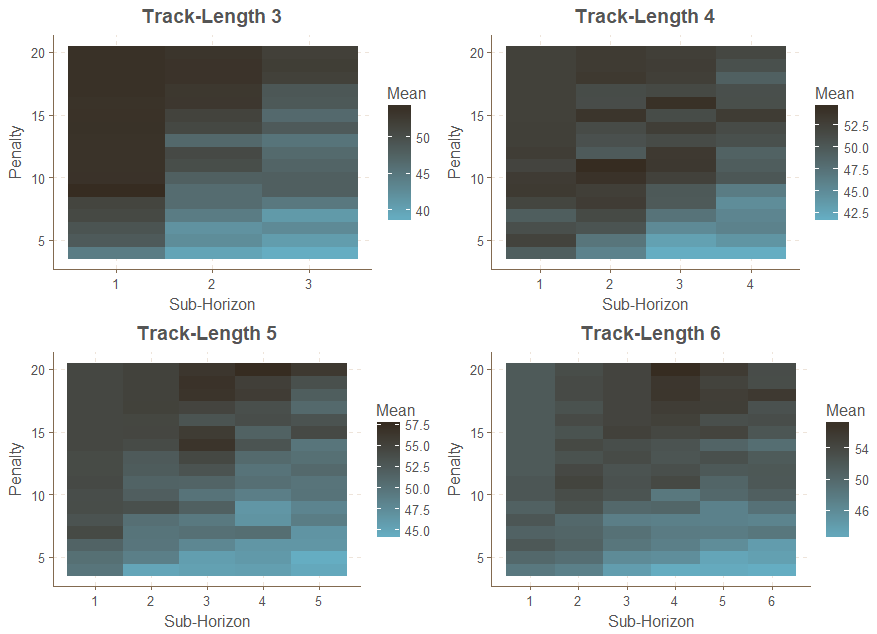 Track-Length 3
Penalty
20
15
10
5
1 2 3
Sub-Horizon
Mean
50
45
40
Track-Length 4
Penalty
20
15
10
5
1 2 3 4
Sub-Horizon
Mean
52.5
50.0
47.5
45.0
42.5
Track-Length 5
Penalty
20
15
10
5
1 2 3 4 5
Sub-Horizon
Mean
57.5
55.0
52.5
50.0
47.5
45.0
Track-Length 6
Penalty
20
15
10
5
1 2 3 4 5 6
Sub-Horizon
Mean
54
50
46